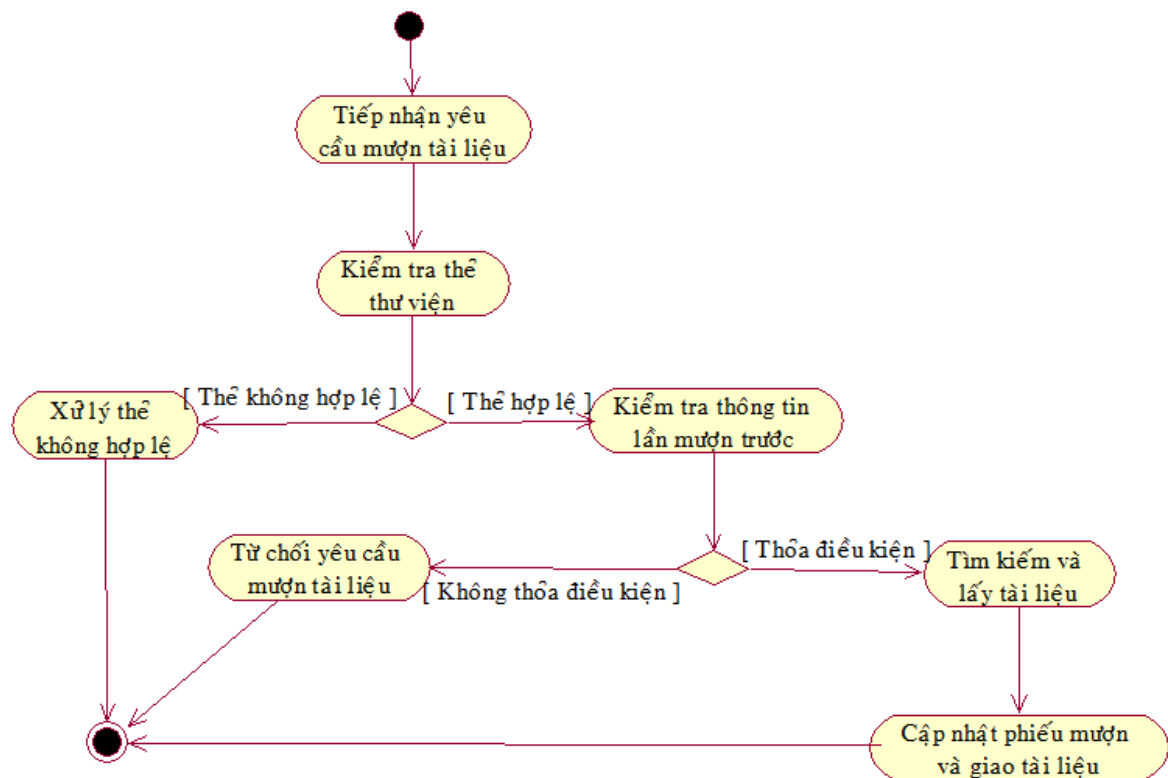 Tiếp nhận yêu
cầu mượn tài liệu
Kiểm tra thẻ
thư viện
[ Thẻ không hợp lệ ]
[ Thẻ hợp lệ ]
Xử lý thẻ
không hợp lệ
Kiểm tra thông tin
lần mượn trước
Từ chối yêu cầu
mượn tài liệu
[ Không thỏa điều kiện ]
[ Thỏa điều kiện ]
Tìm kiếm và
lấy tài liệu
Cập nhật phiếu mượn
và giao tài liệu